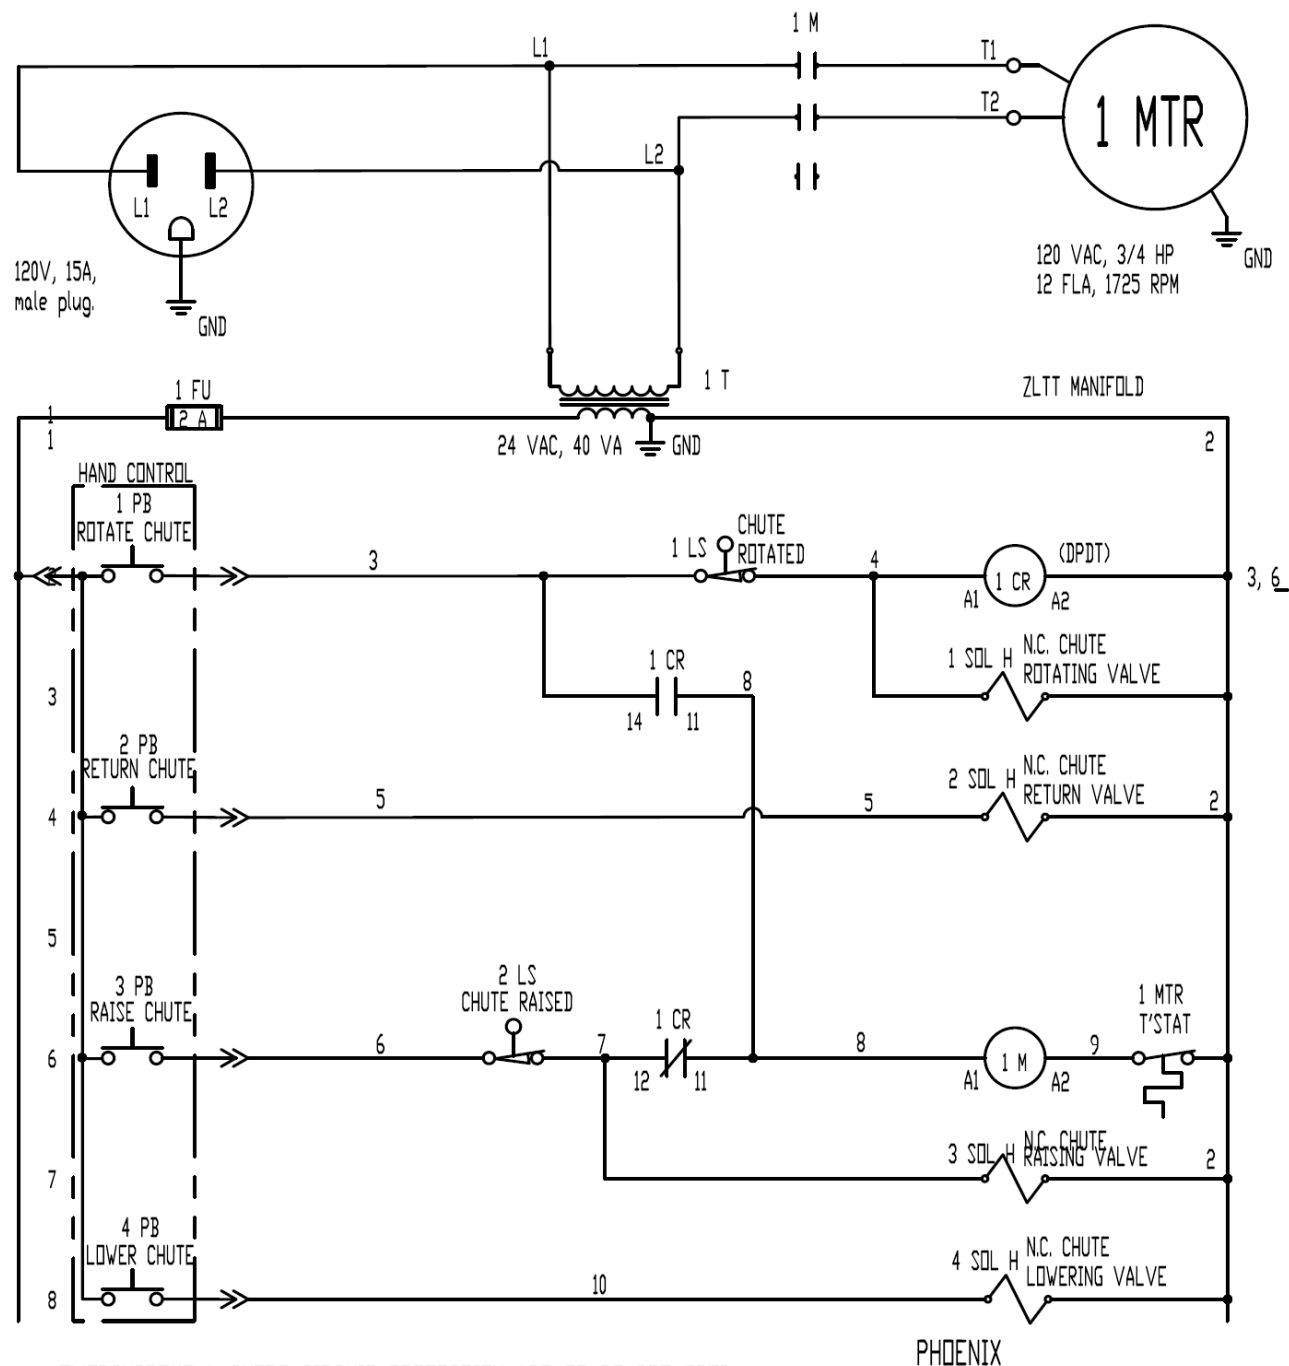 1 M
L1
T1
T2
1 MTR
L2
L1
L2
120V, 15A,
male plug.
GND
120 VAC, 3/4 HP
12 FLA, 1725 RPM
GND
1 T
ZLTT MANIFOLD
1 FU
2 A
1
1
24 VAC, 40 VA
GND
2
HAND CONTROL
1 PB
ROTATE CHUTE
3
1 LS
CHUTE
ROTATED
4
1 CR
(DPDT)
A1
A2
3, 6
1 SOL H
N.C. CHUTE
ROTATING VALVE
3
1 CR
8
14
11
2 PB
RETURN CHUTE
4
5
5
2 SOL H
N.C. CHUTE
RETURN VALVE
2
5
3 PB
RAISE CHUTE
6
6
2 LS
CHUTE RAISED
7
1 CR
12
11
8
1 M
A1
A2
9
1 MTR
T'STAT
7
3 SOL H
N.C. CHUTE
RAISING VALVE
2
4 PB
LOWER CHUTE
8
10
4 SOL H
N.C. CHUTE
LOWERING VALVE
PHOENIX